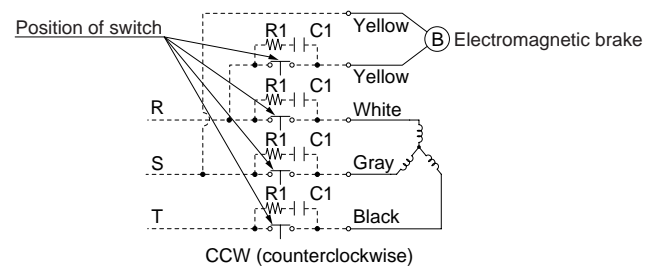 R1 C1 Yellow
Position of switch
B Electromagnetic brake
R1 C1 Yellow
R R1 C1 White
S R1 C1 Gray
T Black
CCW (counterclockwise)